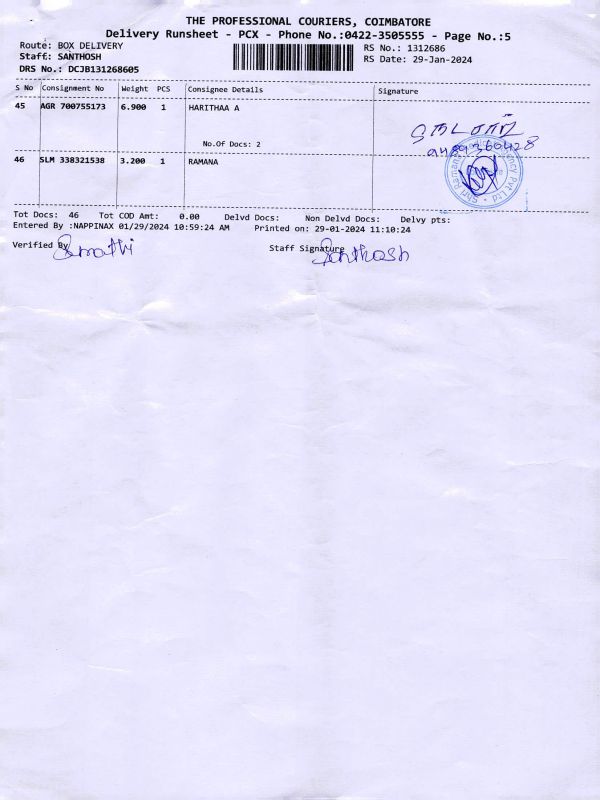 THE PROFESSIONAL COURIERS, COIMBATORE
Delivery Runsheet - PCX - Phone No.:0422-3505555 - Page No.:5
Route: BOX DELIVERY
RS No.: 1312686
Staff: SANTHOSH
RS Date: 29-Jan-2024
DRS No.: DCJB131268605
S No Consignment No Weight PCS Consignee Details Signature
45 AGR 700755173 6.900 1 HARITHAA A
No.Of Docs: 2
9489360428
46 SLM 338321538 3.200 1 RAMANA
Tot Docs: 46 Tot COD Amt: 0.00 Delvd Docs: Non Delvd Docs: Delvy pts:
Entered By :NAPPINAX 01/29/2024 10:59:24 AM Printed on: 29-01-2024 11:10:24
Verified By
Staff Signature Santhosh